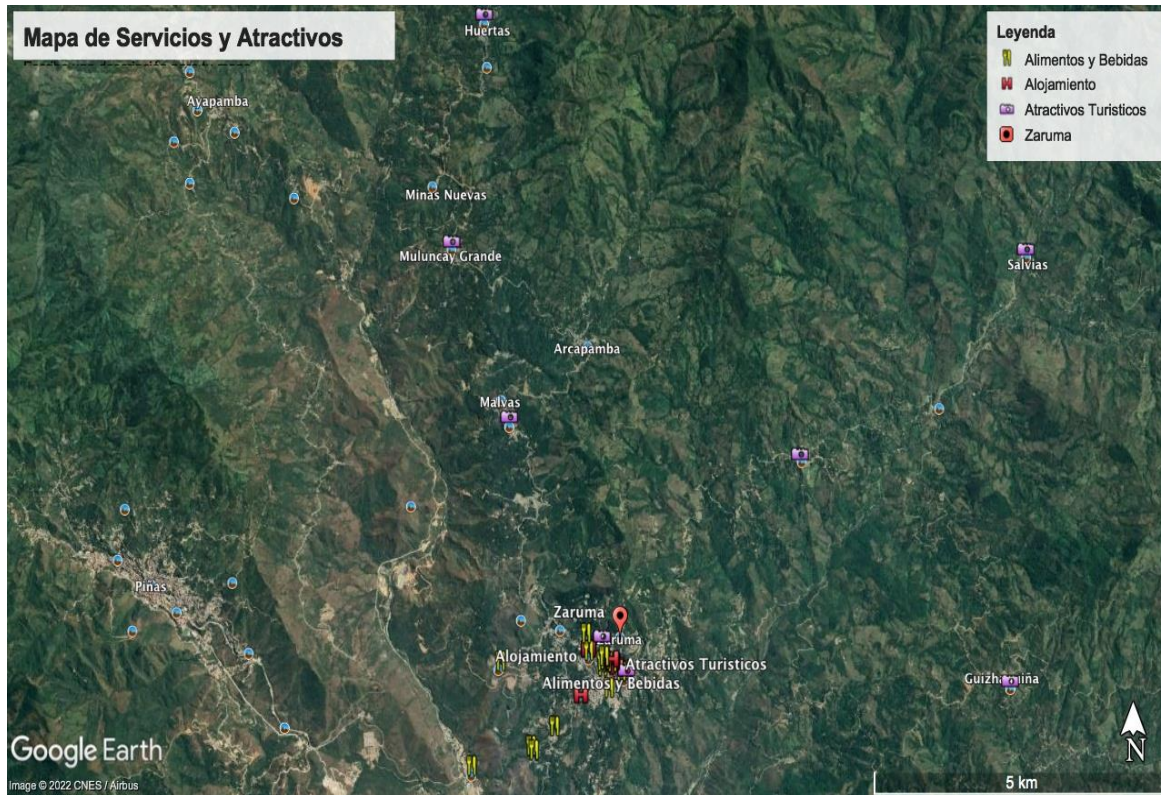 Mapa de Servicios y Atractivos
Leyenda
Alimentos y Bebidas
Alojamiento
Atractivos Turisticos
Zaruma
Huertas
Ayapamba
Minas Nuevas
Muluncay Grande
Salvias
Arcapamba
Malvas
Piñas
Zaruma
Alojamiento
Atractivos Turisticos
Alimentos y Bebidas
Google Earth
N
Image © 2022 CNES / Airbus
5 km